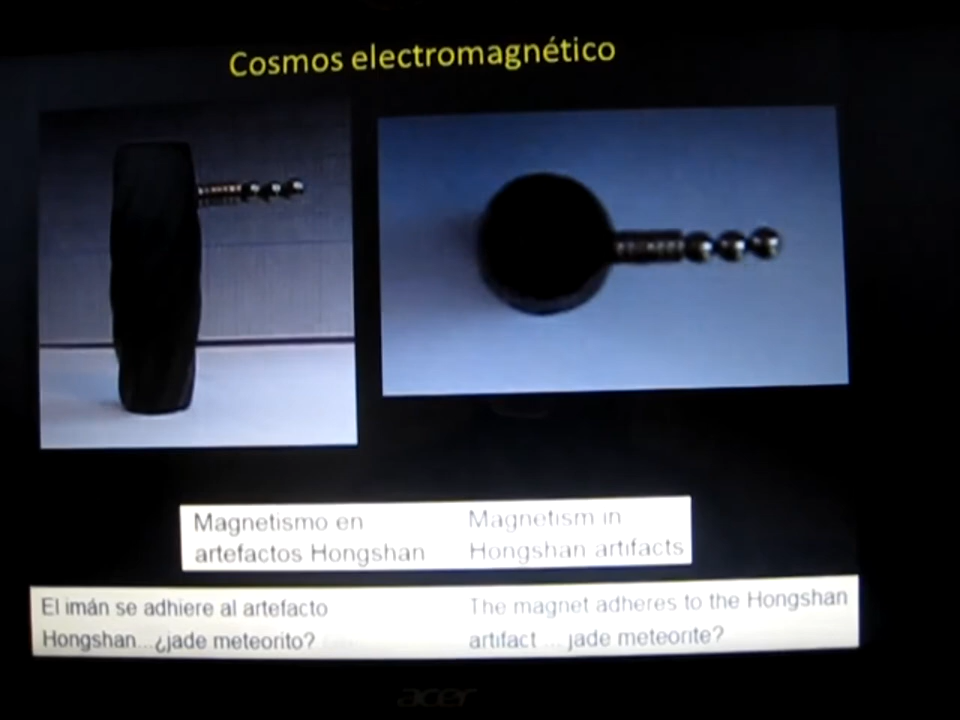 Cosmos electromagnético
Magnetismo en
artefactos Hongshan
Magnetism in
Hongshan artifacts
El imán se adhiere al artefacto
Hongshan...¿jade meteorito?
The magnet adheres to the Hongshan
artifact ... jade meteorite?
acer